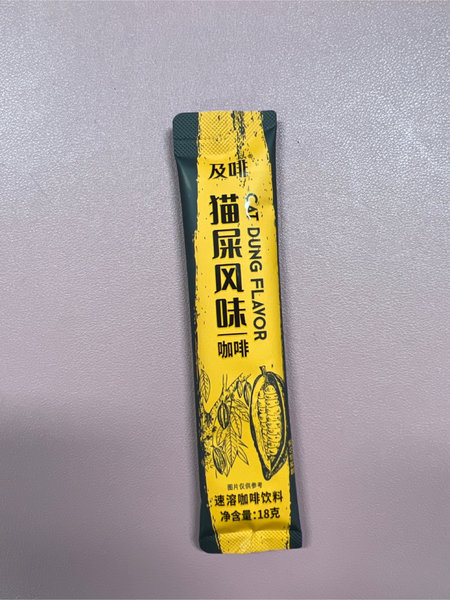 及啡
猫屎风味
CAT DUNG FLAVOR
咖啡
图片仅供参考
速溶咖啡饮料
净含量:18克